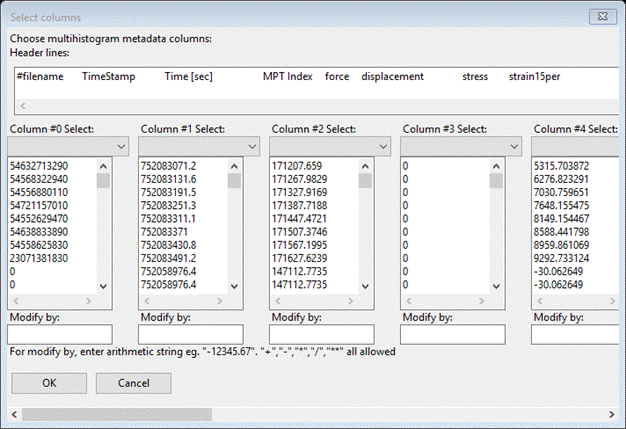 Select columns
Choose multihistogram metadata columns:
Header lines:
#filename TimeStamp Time [sec] MPT Index force displacement stress strain15per
Column #0 Select: Column #1 Select: Column #2 Select: Column #3 Select: Column #4 Select:
54632713290 752083071.2 171207.659 0 5315.703872
54568322940 752083131.6 171267.9829 0 6276.823291
54556880110 752083191.5 171327.9169 0 7030.759651
54721157010 752083251.3 171387.7188 0 7648.155475
54552629470 752083311.1 171447.4721 0 8149.154467
54638833890 752083371 171507.3746 0 8588.441798
54558625830 752083430.8 171567.1995 0 8959.861069
23071381830 752083491.2 171627.6239 0 9292.733124
0 752058976.4 147112.7735 0 -30.062649
0 752058976.4 147112.7735 0 -30.062649
Modify by: Modify by: Modify by: Modify by: Modify by:
For modify by, enter arithmetic string eg. "-12345.67". "+","-","*","/","**" all allowed
OK Cancel